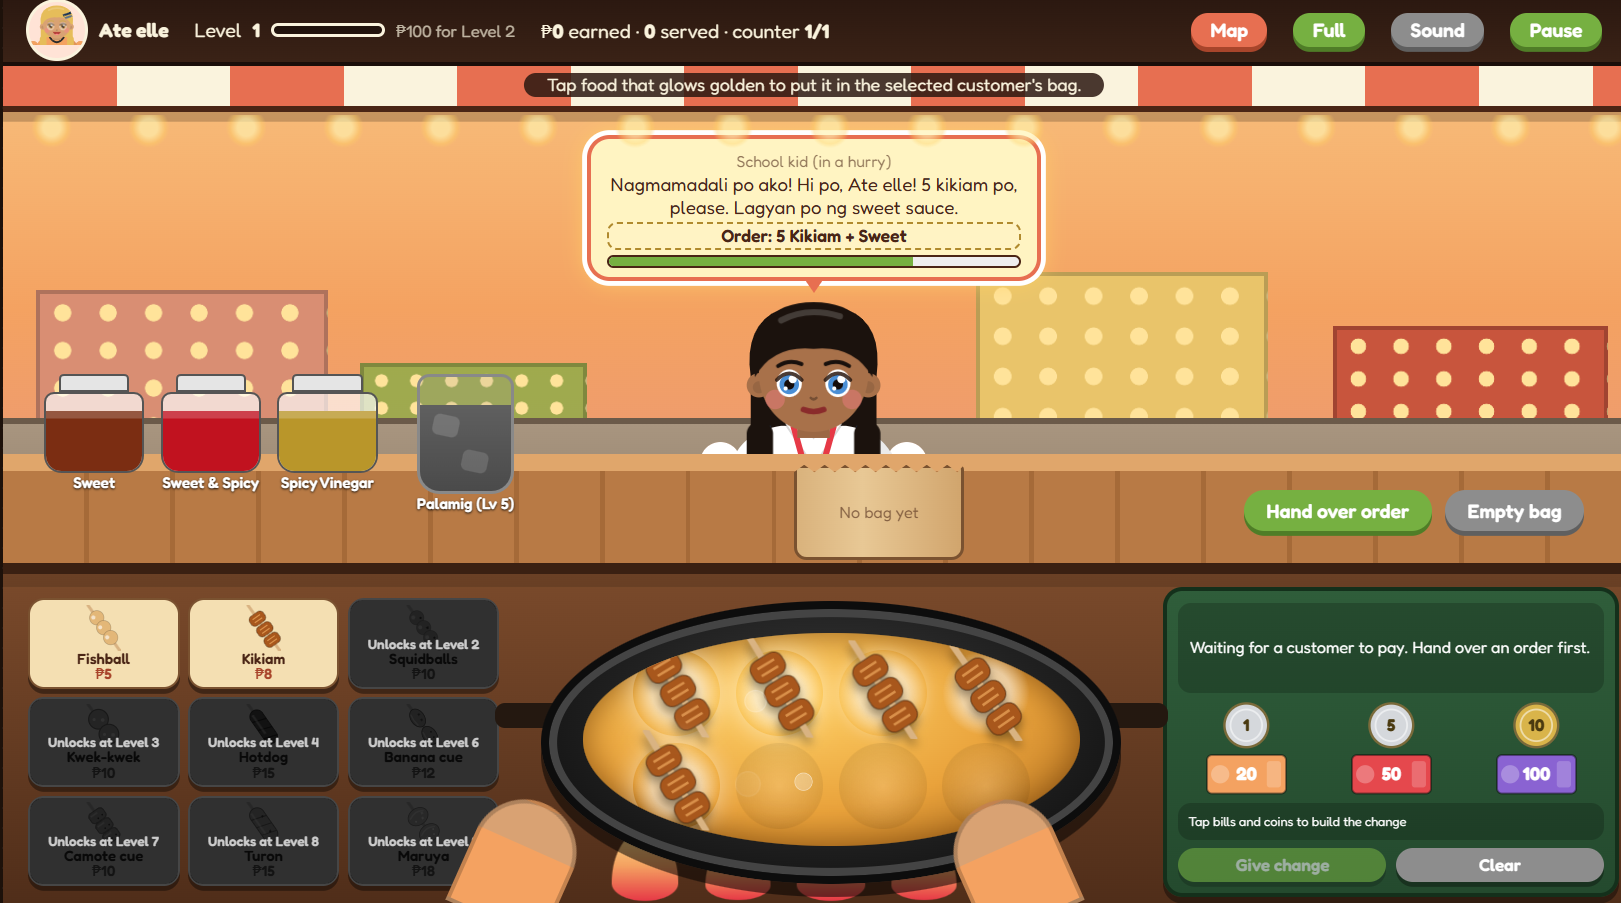 Ate elle
Level 1
₱100 for Level 2
₱0 earned · 0 served · counter 1/1
Map
Full
Sound
Pause
Tap food that glows golden to put it in the selected customer's bag.
School kid (in a hurry)
Nagmamadali po ako! Hi po, Ate elle! 5 kikiam po,
please. Lagyan po ng sweet sauce.
Order: 5 Kikiam + Sweet
Sweet
Sweet & Spicy
Spicy Vinegar
Palamig (Lv 5)
No bag yet
Hand over order
Empty bag
Fishball
₱5
Kikiam
₱8
Unlocks at Level 2
Squidballs
₱10
Unlocks at Level 3
Kwek-kwek
₱10
Unlocks at Level 4
Hotdog
₱15
Unlocks at Level 6
Banana cue
₱12
Unlocks at Level 7
Camote cue
₱10
Unlocks at Level 8
Turon
₱15
Unlocks at Level
Maruya
₱18
Waiting for a customer to pay. Hand over an order first.
1
5
10
20
50
100
Tap bills and coins to build the change
Give change
Clear